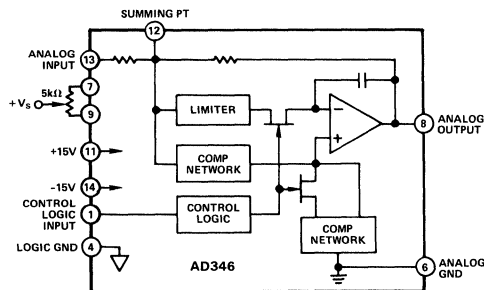 SUMMING PT
12
ANALOG
INPUT
13
7
5kΩ
+VS
9
LIMITER
−
+
8
ANALOG
OUTPUT
11
+15V
COMP
NETWORK
14
−15V
CONTROL
LOGIC
INPUT
1
CONTROL
LOGIC
COMP
NETWORK
LOGIC GND
4
AD346
6
ANALOG
GND